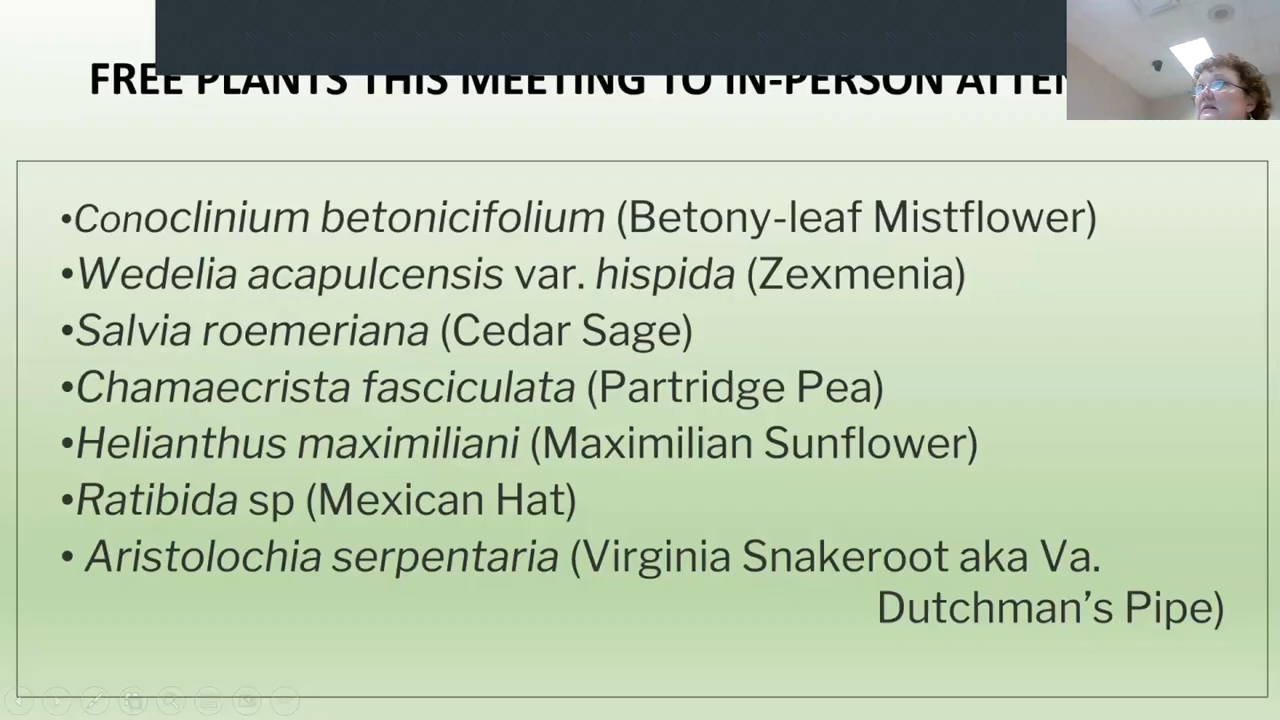 FREE PLANTS THIS MEETING TO IN-PERSON
•Conoclinium betonicifolium (Betony-leaf Mistflower)
•Wedelia acapulcensis var. hispida (Zexmenia)
•Salvia roemeriana (Cedar Sage)
•Chamaecrista fasciculata (Partridge Pea)
•Helianthus maximiliani (Maximilian Sunflower)
•Ratibida sp (Mexican Hat)
• Aristolochia serpentaria (Virginia Snakeroot aka Va.
Dutchman’s Pipe)